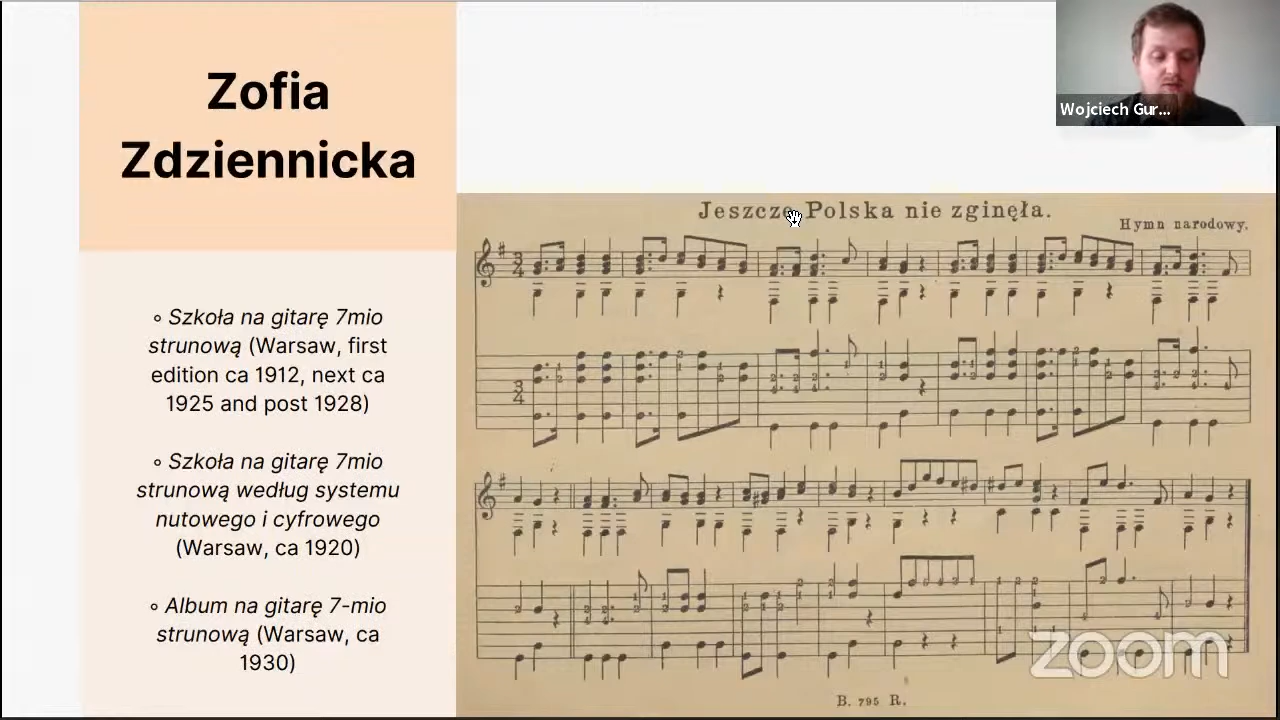 Zofia
Zdziennicka
◦ Szkoła na gitarę 7mio
strunową (Warsaw, first
edition ca 1912, next ca
1925 and post 1928)
◦ Szkoła na gitarę 7mio
strunową według systemu
nutowego i cyfrowego
(Warsaw, ca 1920)
◦ Album na gitarę 7-mio
strunową (Warsaw, ca
1930)
Wojciech Gur...
Jeszcze Polska nie zginęła.
Hymn narodowy.
B. 795 R.
zoom